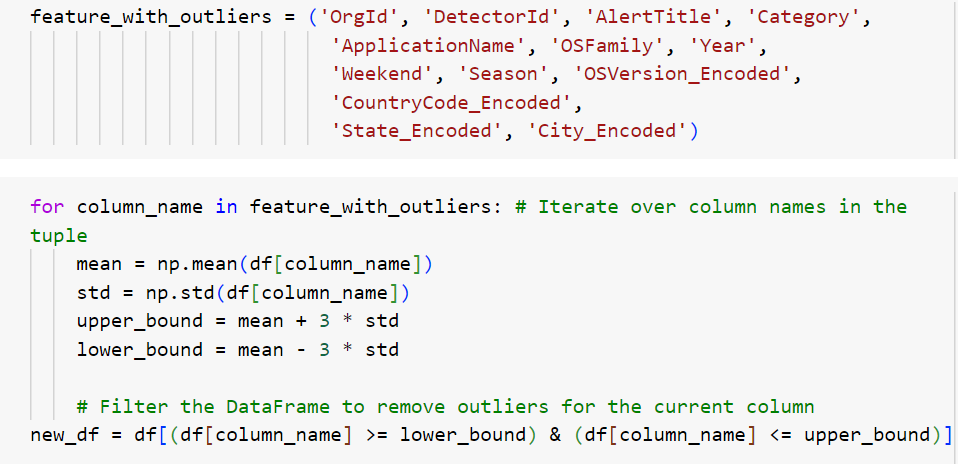 feature_with_outliers = ('OrgId', 'DetectorId', 'AlertTitle', 'Category',
'ApplicationName', 'OSFamily', 'Year',
'Weekend', 'Season', 'OSVersion_Encoded',
'CountryCode_Encoded',
'State_Encoded', 'City_Encoded')
for column_name in feature_with_outliers: # Iterate over column names in the
tuple
mean = np.mean(df[column_name])
std = np.std(df[column_name])
upper_bound = mean + 3 * std
lower_bound = mean - 3 * std
# Filter the DataFrame to remove outliers for the current column
new_df = df[(df[column_name] >= lower_bound) & (df[column_name] <= upper_bound)]